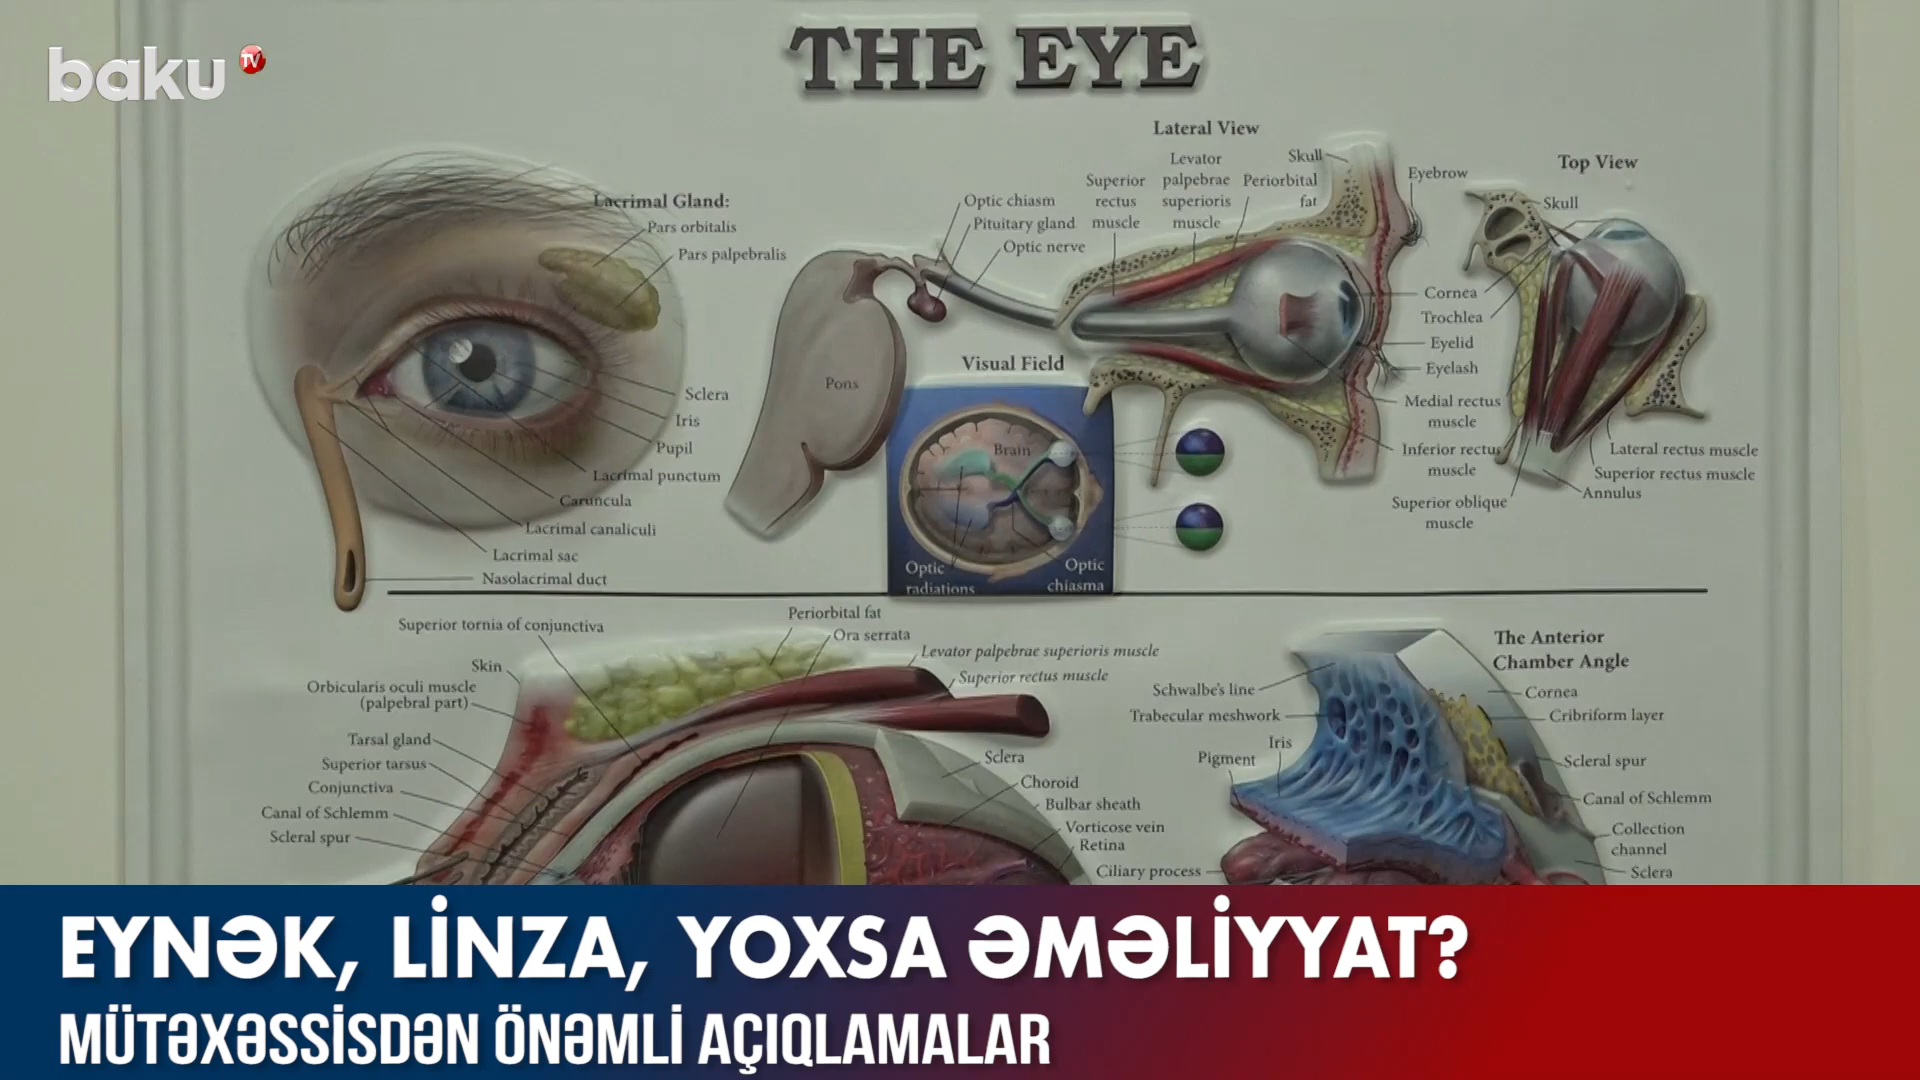 baku TV
THE EYE
Lateral View
Top View
Lacrimal Gland:
Pars orbitalis
Pars palpebralis
Sclera
Iris
Pupil
Lacrimal punctum
Caruncula
Lacrimal canaliculi
Lacrimal sac
Nasolacrimal duct
Optic chiasm
Pituitary gland
Optic nerve
Pons
Superior
rectus
muscle
Levator
palpebrae
superioris
muscle
Periorbital
fat
Skull
Eyebrow
Skull
Cornea
Trochlea
Eyelid
Eyelash
Medial rectus
muscle
Inferior rectus
muscle
Superior oblique
muscle
Lateral rectus muscle
Superior rectus muscle
Annulus
Visual Field
Brain
Optic
radiations
Optic
chiasma
Superior tornia of conjunctiva
Skin
Orbicularis oculi muscle
(palpebral part)
Tarsal gland
Superior tarsus
Conjunctiva
Canal of Schlemm
Scleral spur
Periorbital fat
Ora serrata
Levator palpebrae superioris muscle
Superior rectus muscle
Sclera
Choroid
Bulbar sheath
Vorticose vein
Retina
The Anterior
Chamber Angle
Schwalbe's line
Trabecular meshwork
Iris
Pigment
Ciliary process
Cornea
Cribriform layer
Scleral spur
Canal of Schlemm
Collection
channel
Sclera
EYNƏK, LİNZA, YOXSA ƏMƏLİYYAT?
MÜTƏXƏSSİSDƏN ÖNƏMLİ AÇIQLAMALAR